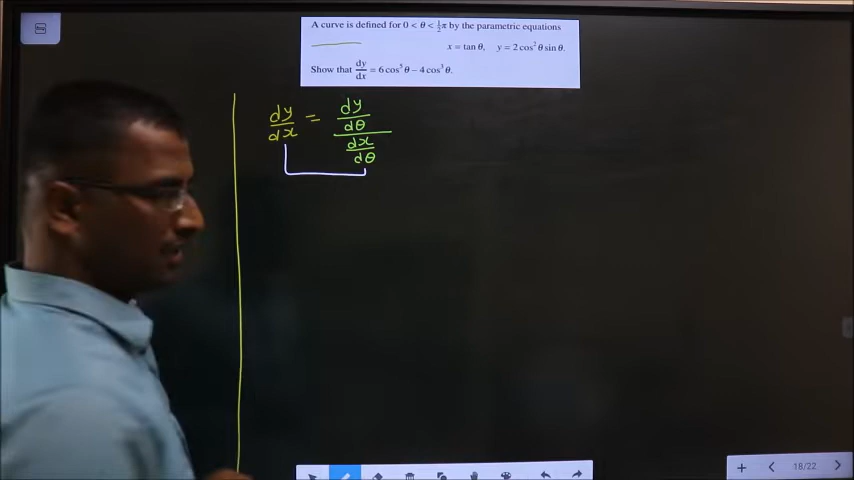 A curve is defined for 0 < θ < ½π by the parametric equations
x = tan θ, y = 2 cos² θ sin θ.
Show that dy/dx = 6 cos⁵ θ − 4 cos³ θ.
dy/dx = (dy/dθ)/(dx/dθ)
18/22